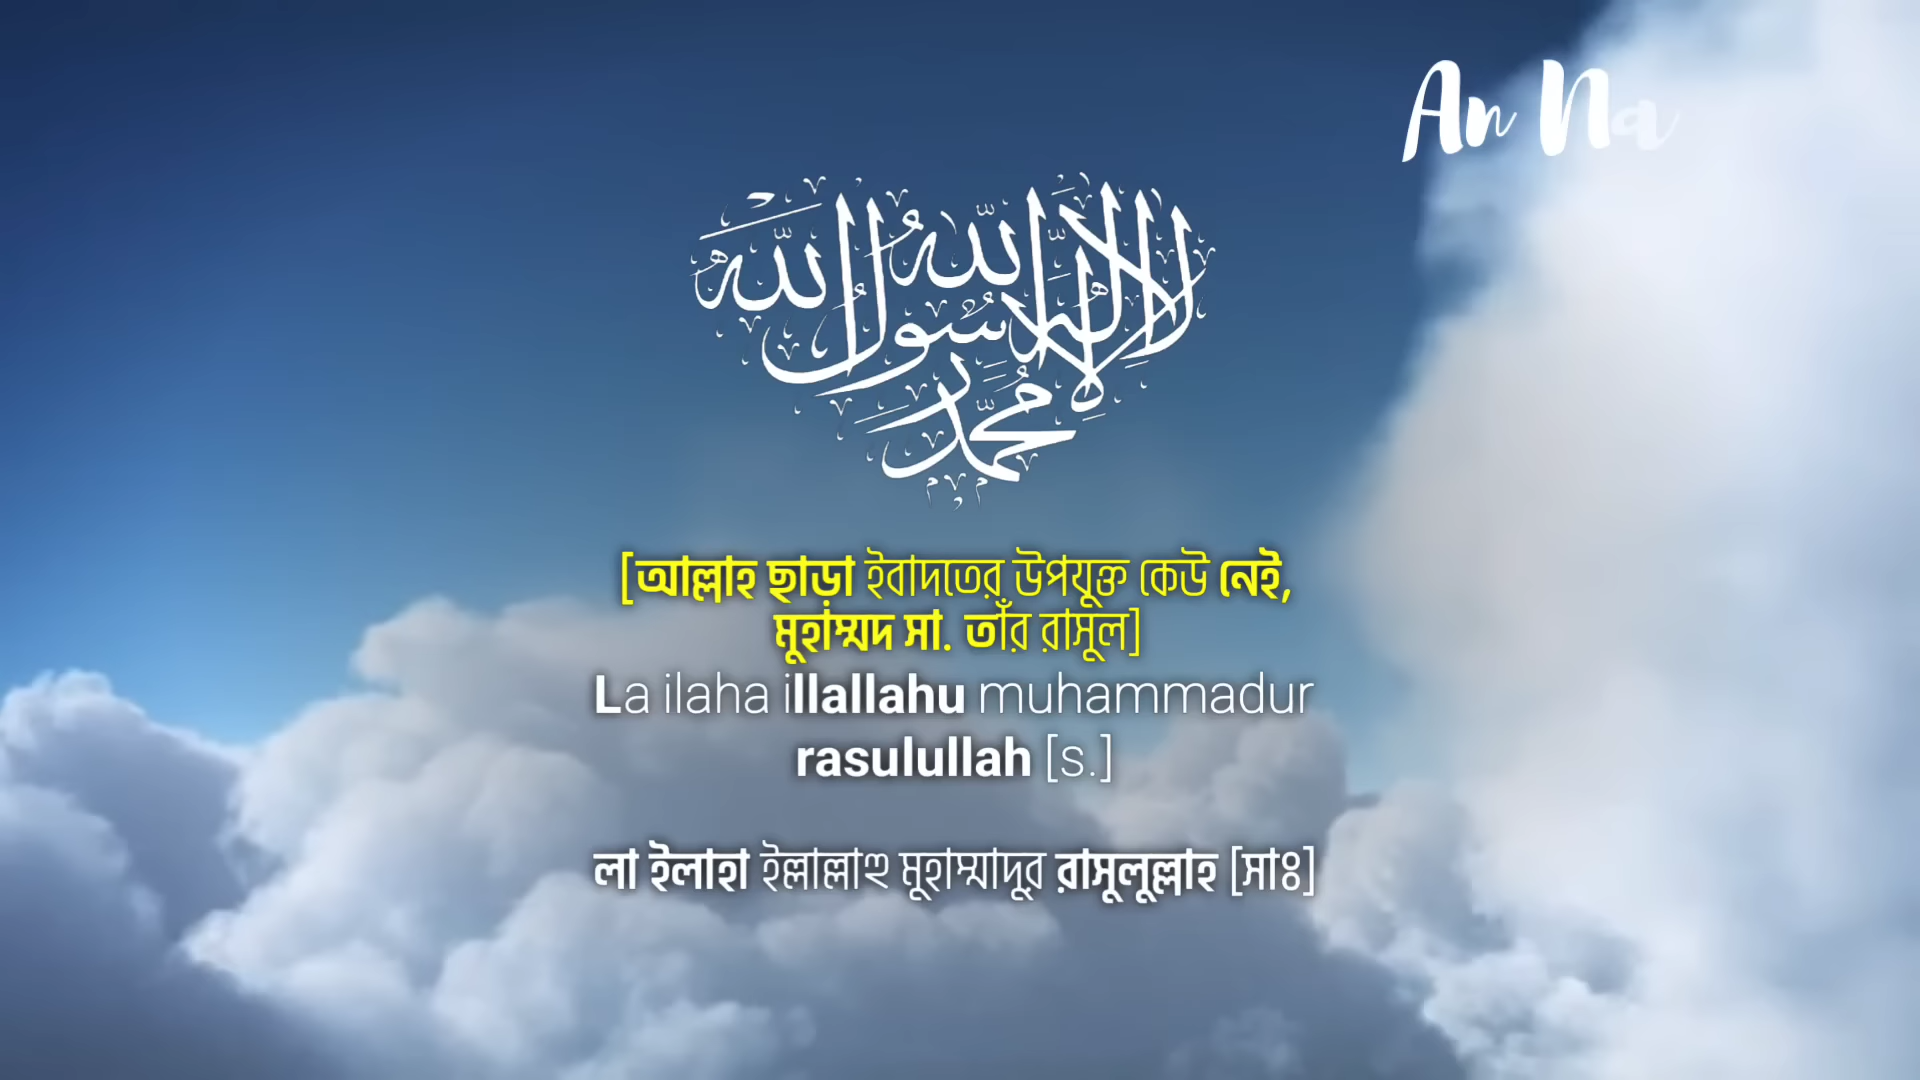 An Na
لا إله إلا الله محمد رسول الله
[আল্লাহ ছাড়া ইবাদতের উপযুক্ত কেউ নেই,
মুহাম্মদ সা. তাঁর রাসুল]
La ilaha illallahu muhammadur
rasulullah [s.]
লা ইলাহা ইল্লাল্লাহু মুহাম্মাদুর রাসুলুল্লাহ [সাঃ]